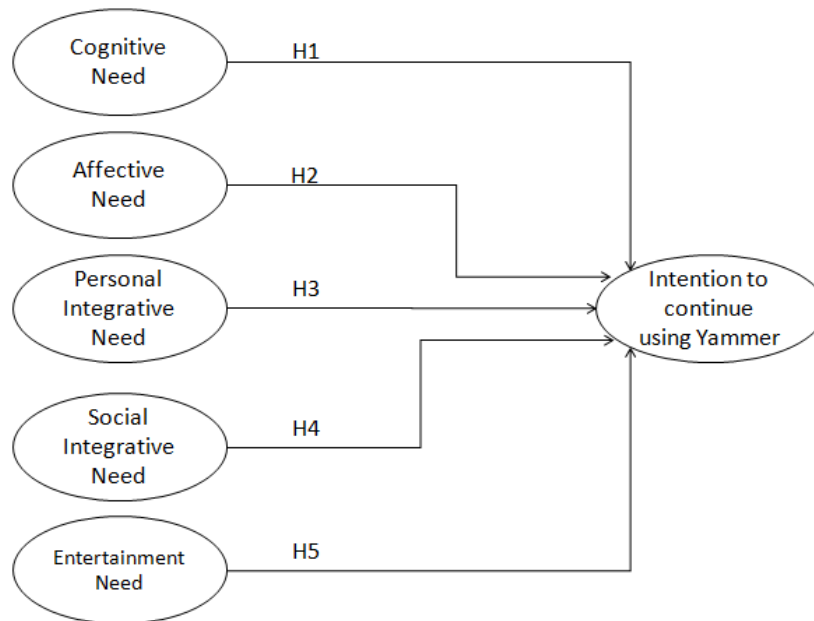 Cognitive
Need
H1
Affective
Need
H2
Personal
Integrative
Need
H3
Intention to
continue
using Yammer
Social
Integrative
Need
H4
Entertainment
Need
H5